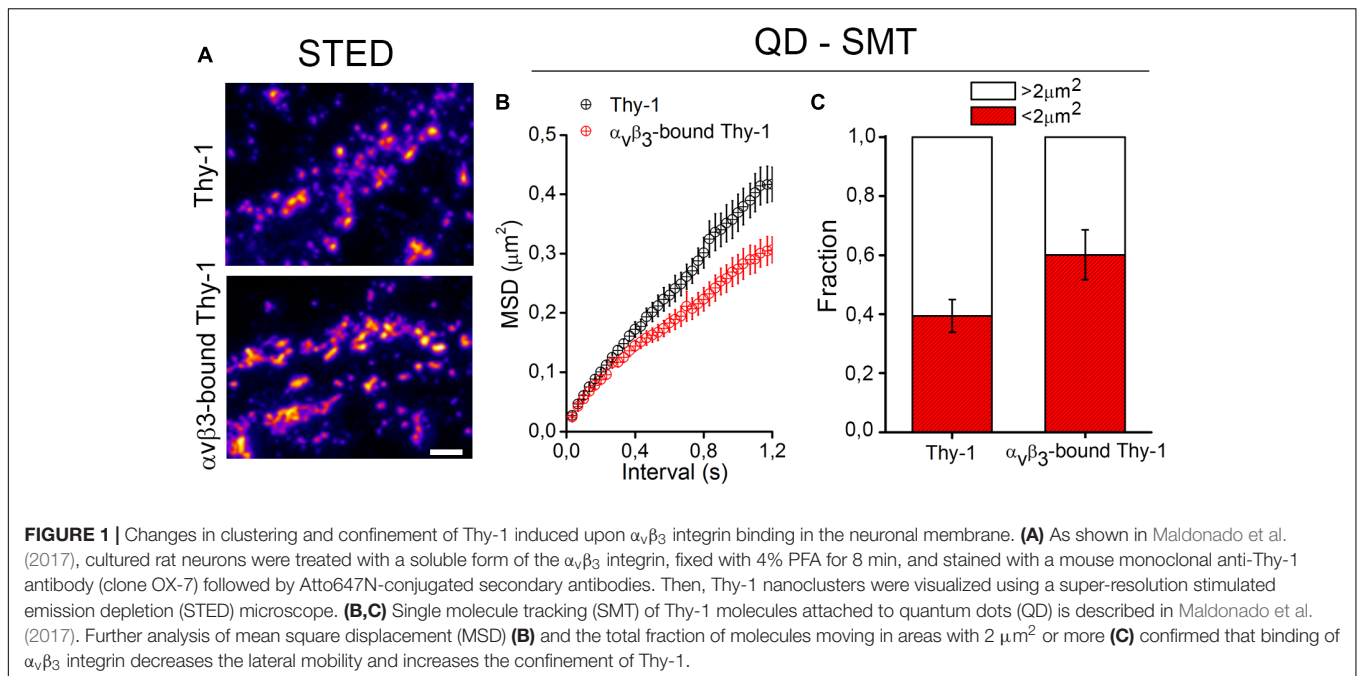 STED
QD - SMT
A
Thy-1
αvβ3-bound Thy-1
B
Thy-1
αvβ3-bound Thy-1
0,5
0,4
0,3
0,2
0,1
0,0
MSD (μm²)
0,0 0,4 0,8 1,2
Interval (s)
C
>2μm²
<2μm²
1,0
0,8
0,6
0,4
0,2
0,0
Fraction
Thy-1 αvβ3-bound Thy-1
FIGURE 1 | Changes in clustering and confinement of Thy-1 induced upon αvβ3 integrin binding in the neuronal membrane. (A) As shown in Maldonado et al.
(2017), cultured rat neurons were treated with a soluble form of the αvβ3 integrin, fixed with 4% PFA for 8 min, and stained with a mouse monoclonal anti-Thy-1
antibody (clone OX-7) followed by Atto647N-conjugated secondary antibodies. Then, Thy-1 nanoclusters were visualized using a super-resolution stimulated
emission depletion (STED) microscope. (B,C) Single molecule tracking (SMT) of Thy-1 molecules attached to quantum dots (QD) is described in Maldonado et al.
(2017). Further analysis of mean square displacement (MSD) (B) and the total fraction of molecules moving in areas with 2 μm² or more (C) confirmed that binding of
αvβ3 integrin decreases the lateral mobility and increases the confinement of Thy-1.